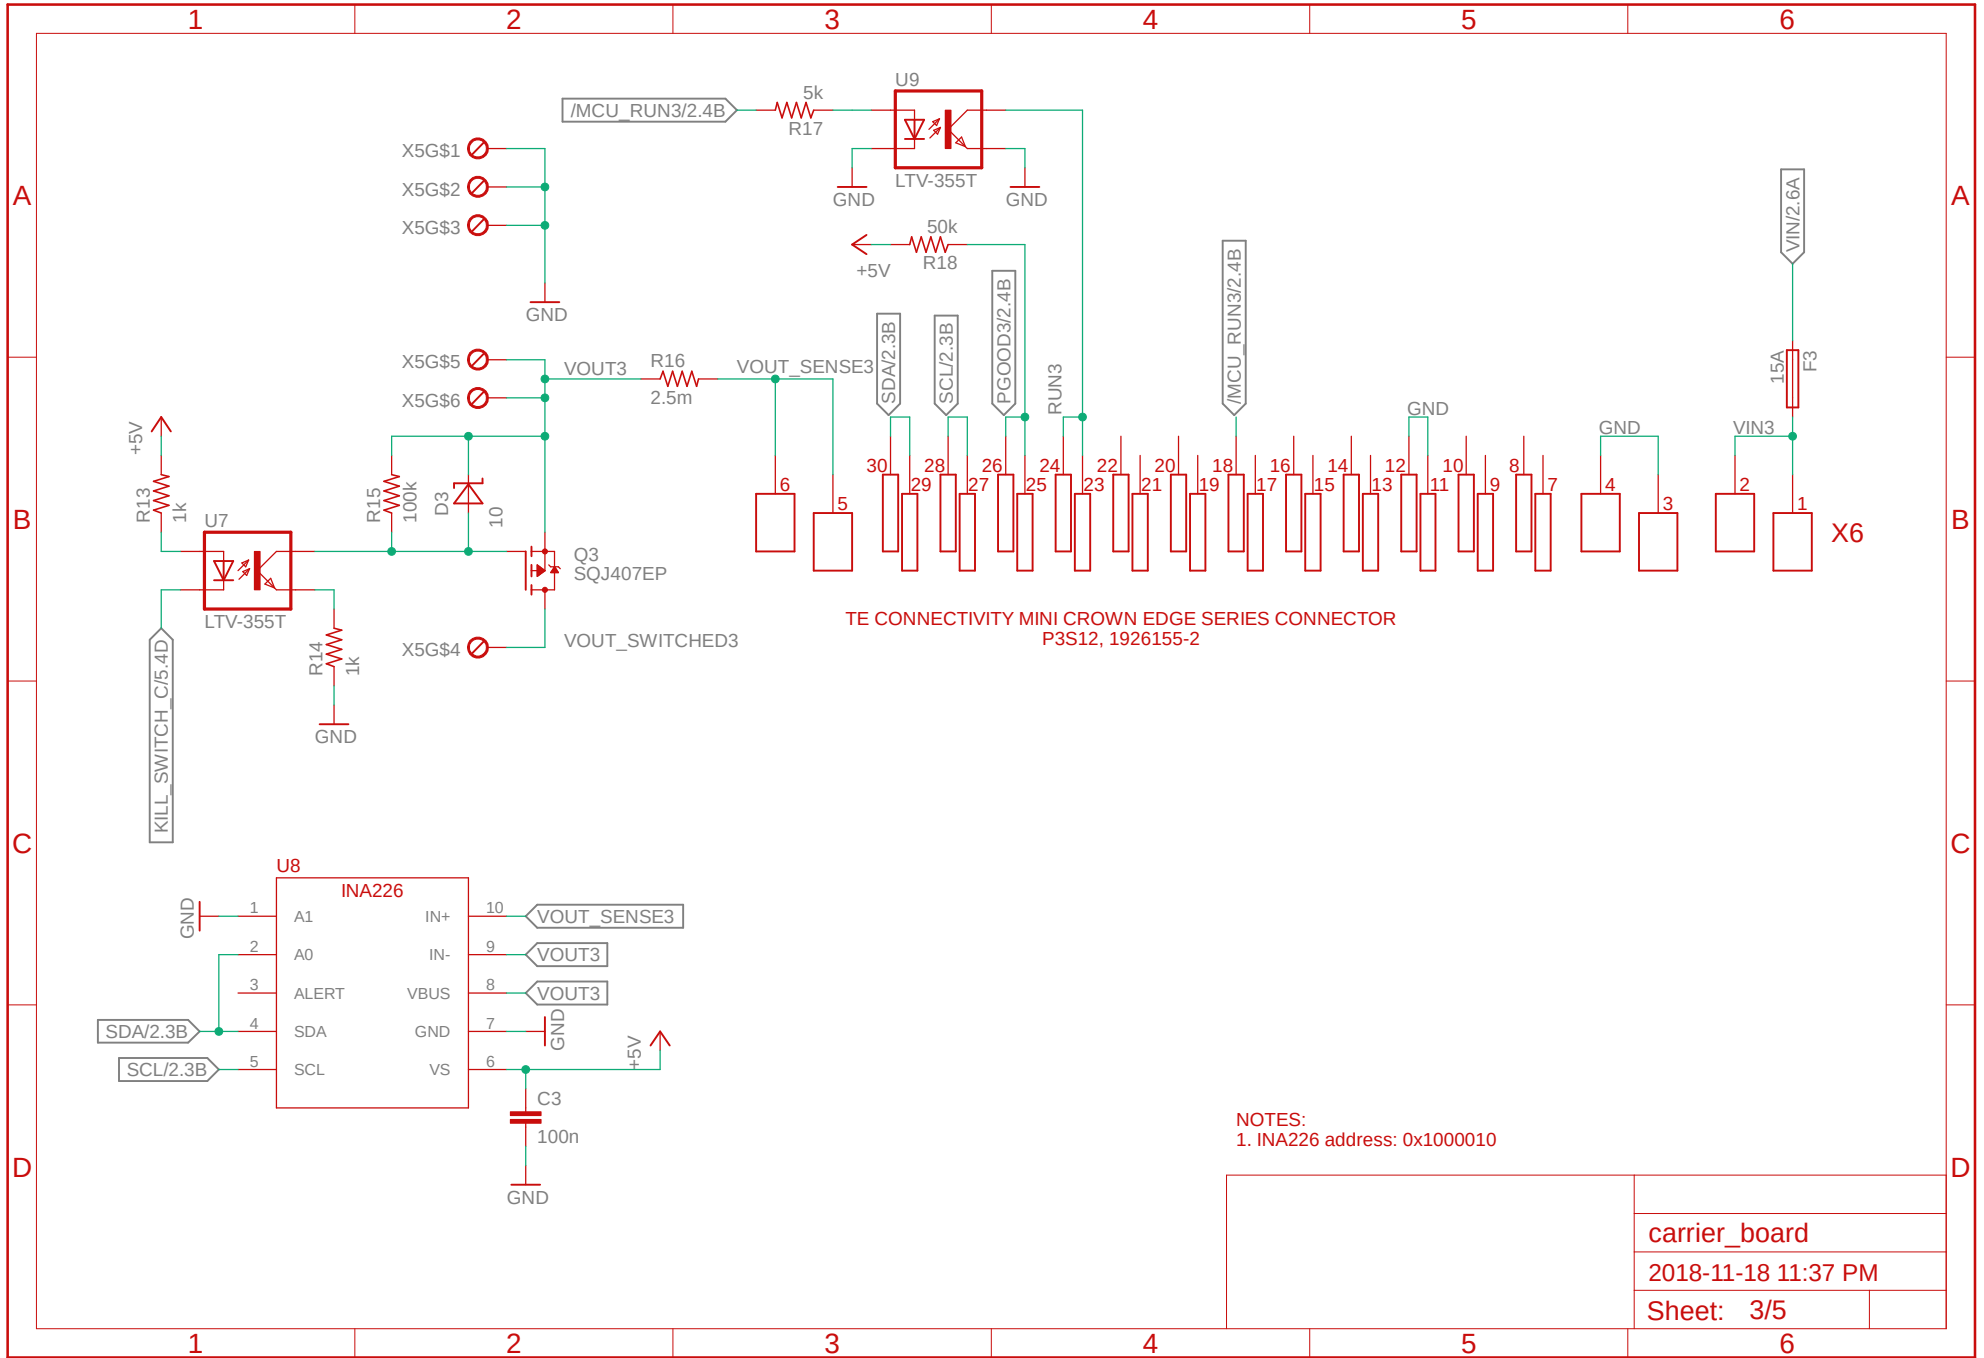 1 2 3 4 5 6
A A
B B
C C
D D
/MCU_RUN3/2.4B
5k
R17
U9
LTV-355T
GND
GND
X5G$1
X5G$2
X5G$3
GND
+5V
50k
R18
X5G$5
X5G$6
VOUT3
R16
2.5m
VOUT_SENSE3
SDA/2.3B
SCL/2.3B
PGOOD3/2.4B
RUN3
/MCU_RUN3/2.4B
GND
GND
VIN/2.6A
15A
F3
VIN3
+5V
R13
1k
U7
LTV-355T
R15
100k
D3
10
Q3
SQJ407EP
R14
1k
GND
KILL_SWITCH_C/5.4D
X5G$4
VOUT_SWITCHED3
6 5
30 29 28 27 26 25 24 23 22 21 20 19 18 17 16 15 14 13 12 11 10 9 8 7
4 3
2 1
X6
TE CONNECTIVITY MINI CROWN EDGE SERIES CONNECTOR
P3S12, 1926155-2
U8
INA226
GND 1 A1 IN+ 10 VOUT_SENSE3
2 A0 IN- 9 VOUT3
3 ALERT VBUS 8 VOUT3
SDA/2.3B 4 SDA GND 7 GND
SCL/2.3B 5 SCL VS 6 +5V
C3
100n
GND
NOTES:
1. INA226 address: 0x1000010
carrier_board
2018-11-18 11:37 PM
Sheet: 3/5
1 2 3 4 5 6